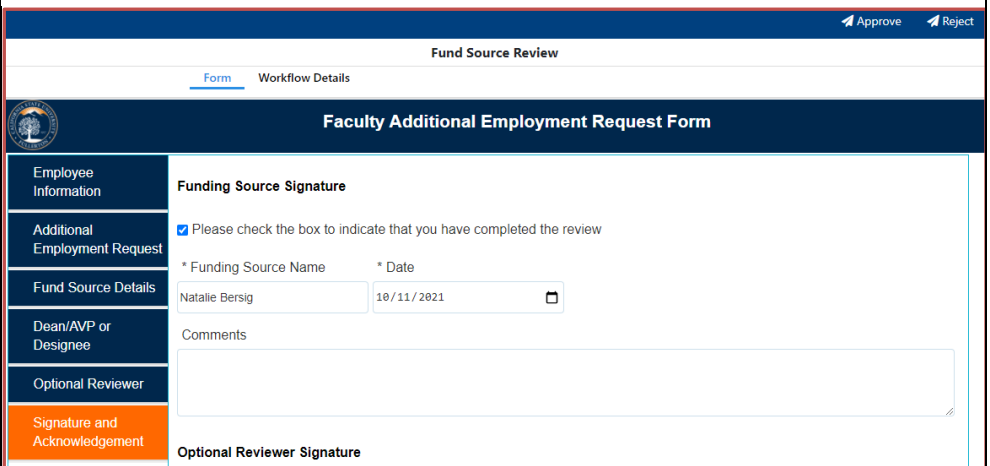 Approve Reject
Fund Source Review
Form Workflow Details
Faculty Additional Employment Request Form
Employee
Information
Additional
Employment Request
Fund Source Details
Dean/AVP or
Designee
Optional Reviewer
Signature and
Acknowledgement
Funding Source Signature
Please check the box to indicate that you have completed the review
* Funding Source Name * Date
Natalie Bersig 10/11/2021
Comments
Optional Reviewer Signature